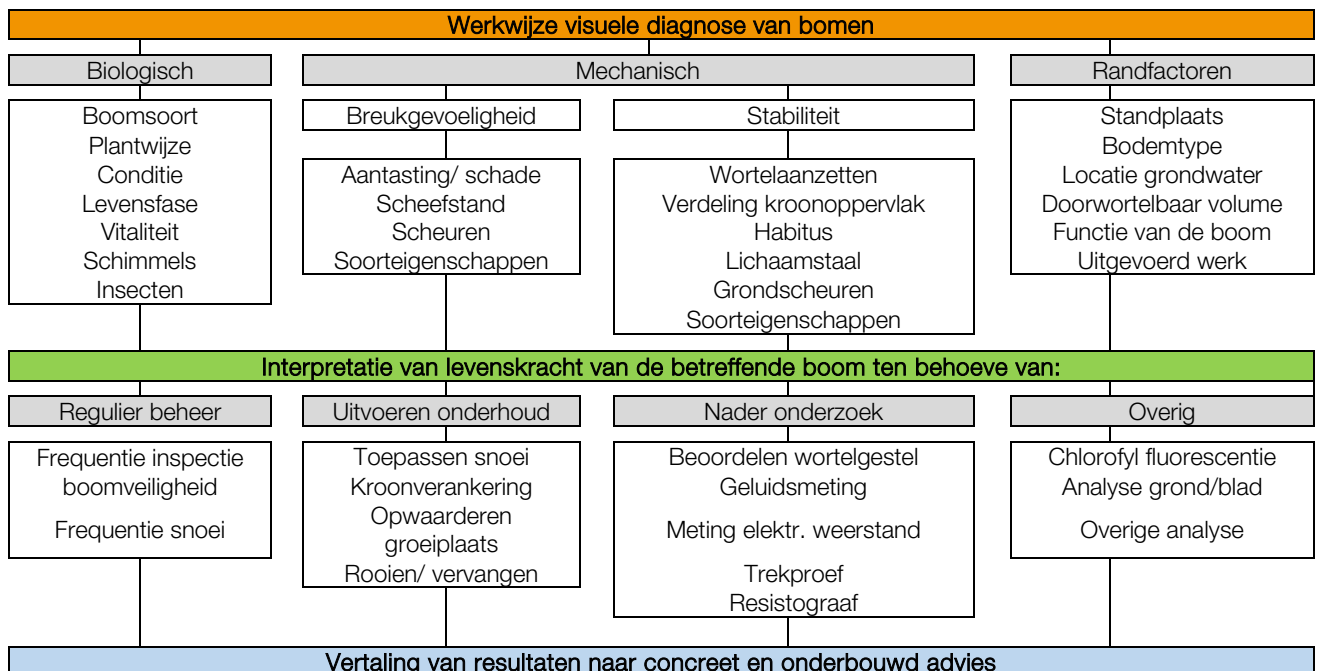 Werkwijze visuele diagnose van bomen
Biologisch
Mechanisch
Randfactoren
Boomsoort
Plantwijze
Conditie
Levensfase
Vitaliteit
Schimmels
Insecten
Breukgevoeligheid
Aantasting/ schade
Scheefstand
Scheuren
Soorteigenschappen
Stabiliteit
Wortelaanzetten
Verdeling kroonoppervlak
Habitus
Lichaamstaal
Grondscheuren
Soorteigenschappen
Standplaats
Bodemtype
Locatie grondwater
Doorwortelbaar volume
Functie van de boom
Uitgevoerd werk
Interpretatie van levenskracht van de betreffende boom ten behoeve van:
Regulier beheer
Frequentie inspectie
boomveiligheid
Frequentie snoei
Uitvoeren onderhoud
Toepassen snoei
Kroonverankering
Opwaarderen
groeiplaats
Rooien/ vervangen
Nader onderzoek
Beoordelen wortelgestel
Geluidsmeting
Meting elektr. weerstand
Trekproef
Resistograaf
Overig
Chlorofyl fluorescentie
Analyse grond/blad
Overige analyse
Vertaling van resultaten naar concreet en onderbouwd advies